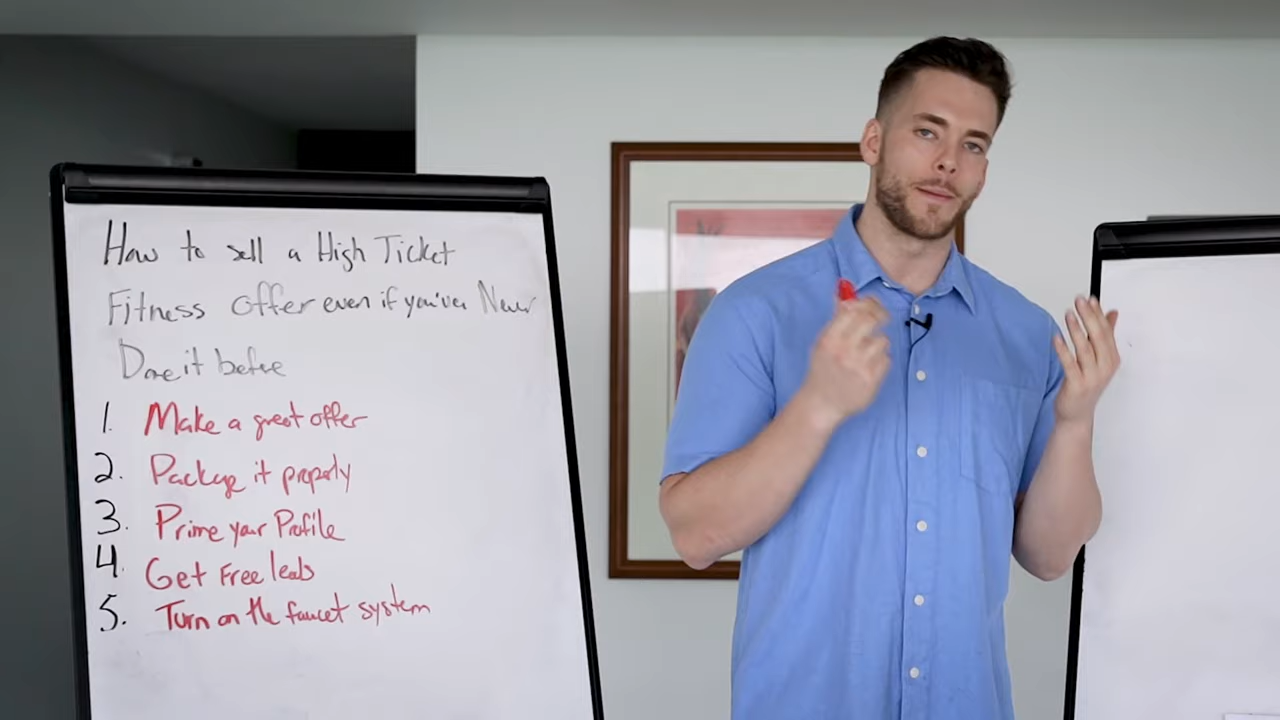 How to sell a High Ticket
Fitness offer even if you've Never
Done it before
1. Make a great offer
2. Package it properly
3. Prime your Profile
4. Get Free leads
5. Turn on the faucet system